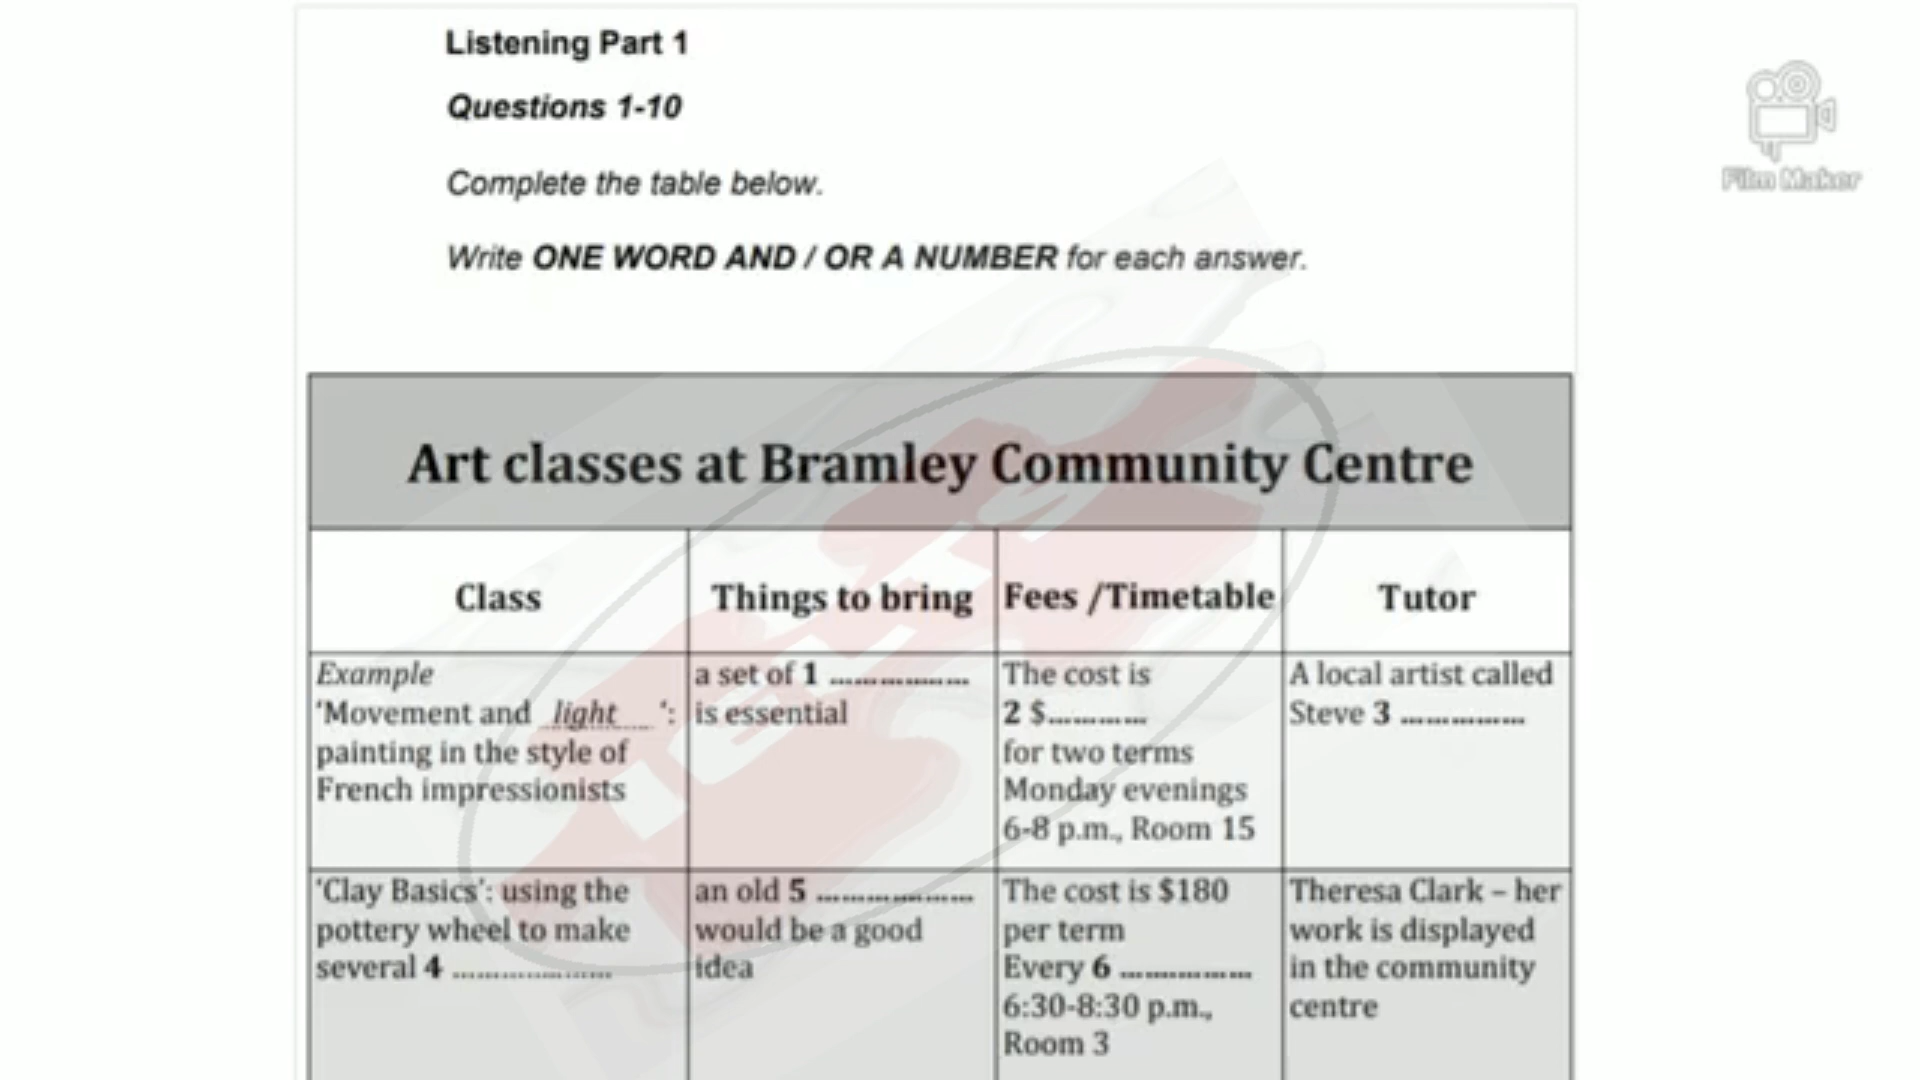 Listening Part 1
Questions 1-10
Film Maker
Complete the table below.
Write ONE WORD AND / OR A NUMBER for each answer.
Art classes at Bramley Community Centre
Class
Things to bring
Fees /Timetable
Tutor
Example
'Movement and light ':
painting in the style of
French impressionists
a set of 1 ..................
is essential
The cost is
2 $............
for two terms
Monday evenings
6-8 p.m., Room 15
A local artist called
Steve 3 ................
'Clay Basics': using the
pottery wheel to make
several 4 ....................
an old 5 ....................
would be a good
idea
The cost is $180
per term
Every 6 .................
6:30-8:30 p.m.,
Room 3
Theresa Clark – her
work is displayed
in the community
centre
IELTS